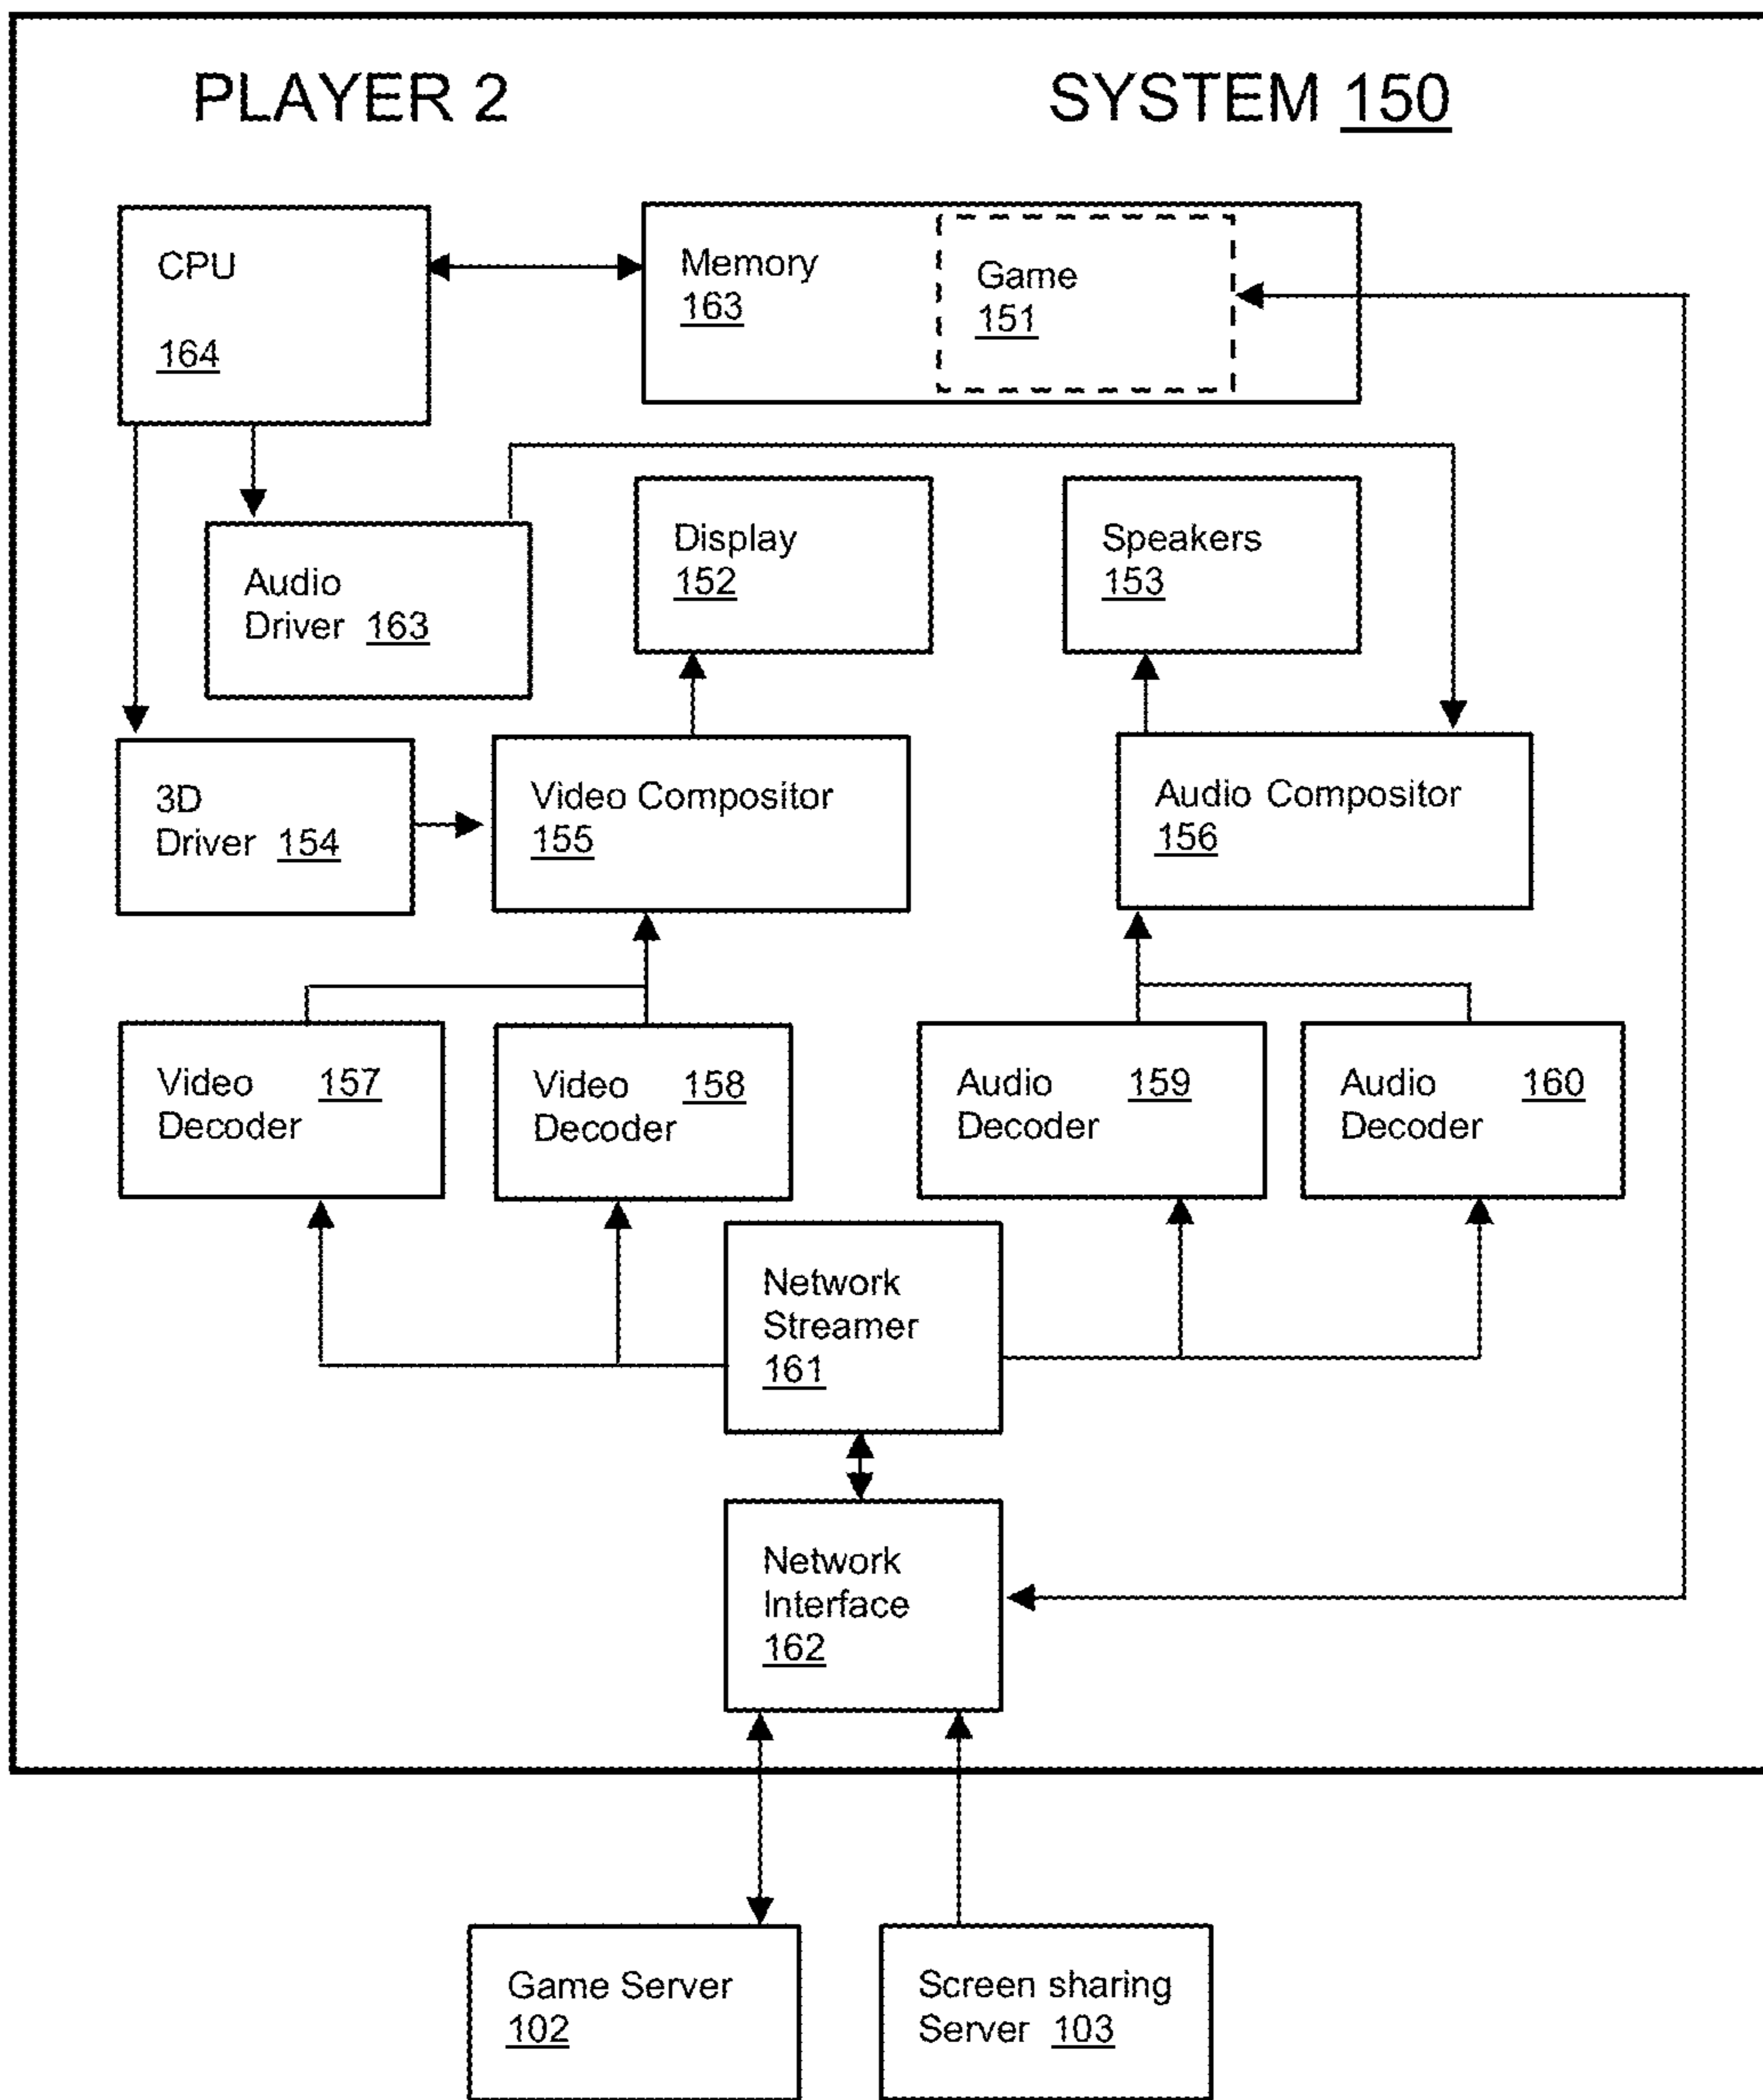 PLAYER 2
SYSTEM 150
CPU
164
Memory
163
Game
151
Audio
Driver 163
Display
152
Speakers
153
3D
Driver 154
Video Compositor
155
Audio Compositor
156
Video 157
Decoder
Video 158
Decoder
Audio 159
Decoder
Audio 160
Decoder
Network
Streamer
161
Network
Interface
162
Game Server
102
Screen sharing
Server 103